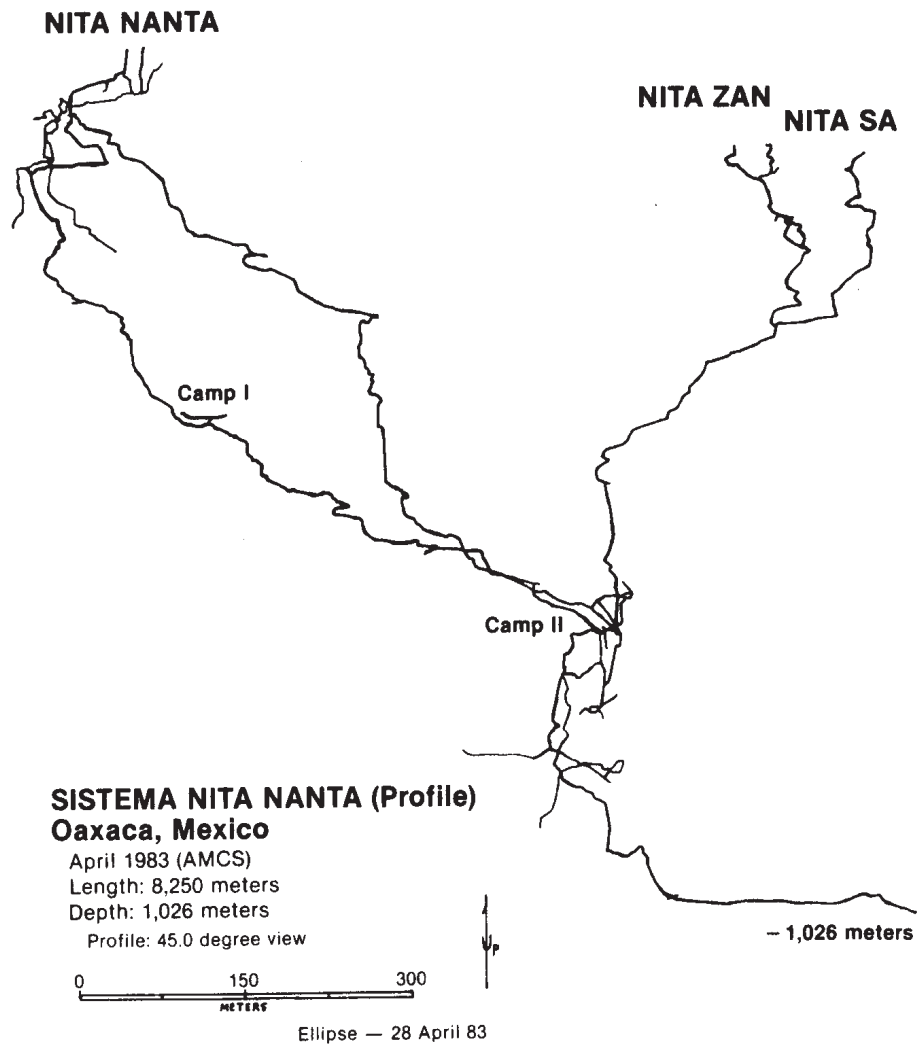 NITA NANTA
NITA ZAN
NITA SA
Camp I
Camp II
SISTEMA NITA NANTA (Profile)
Oaxaca, Mexico
April 1983 (AMCS)
Length: 8,250 meters
Depth: 1,026 meters
Profile: 45.0 degree view
Up
– 1,026 meters
0 150 300
METERS
Ellipse — 28 April 83